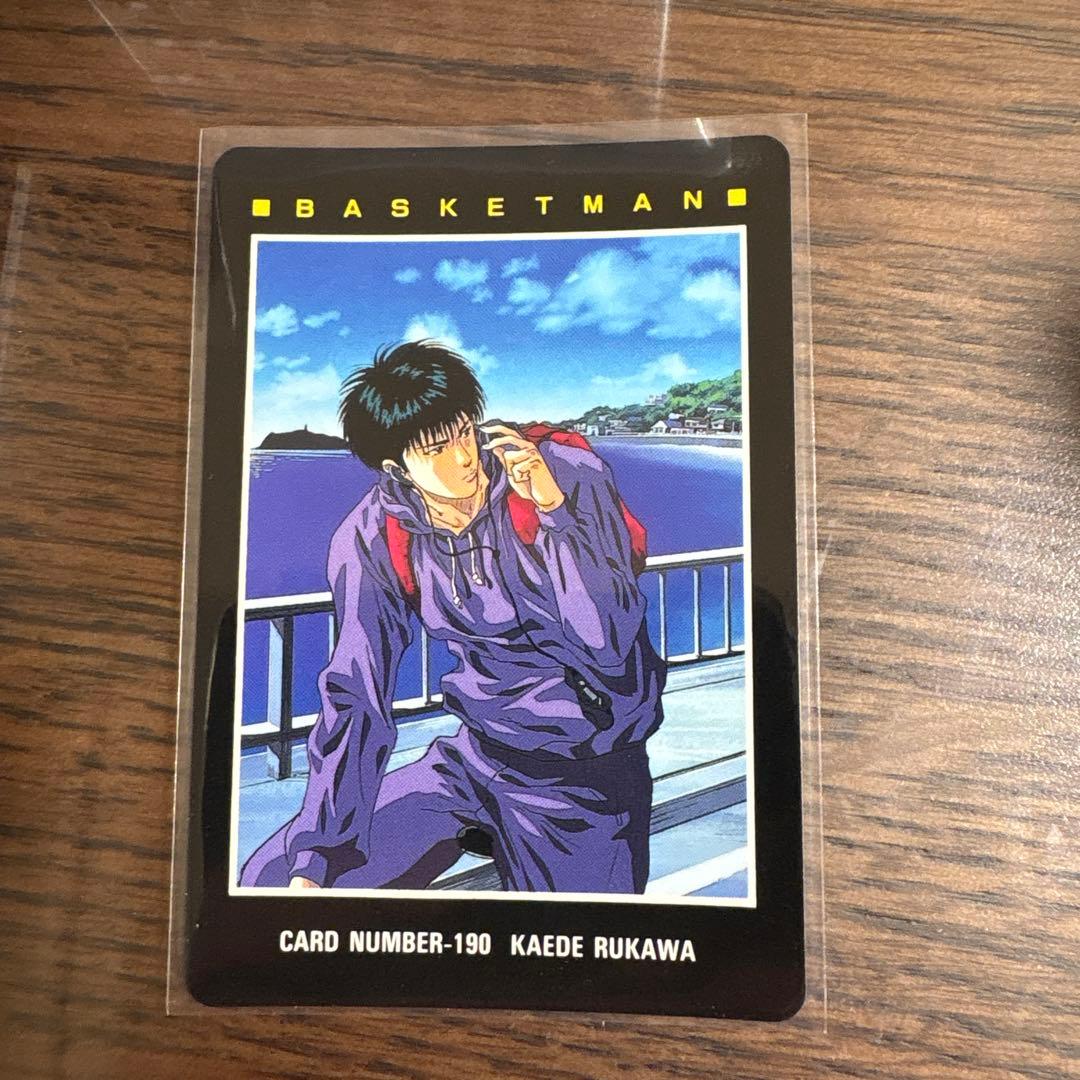 ■ BASKETMAN ■
CARD NUMBER-190 KAEDE RUKAWA